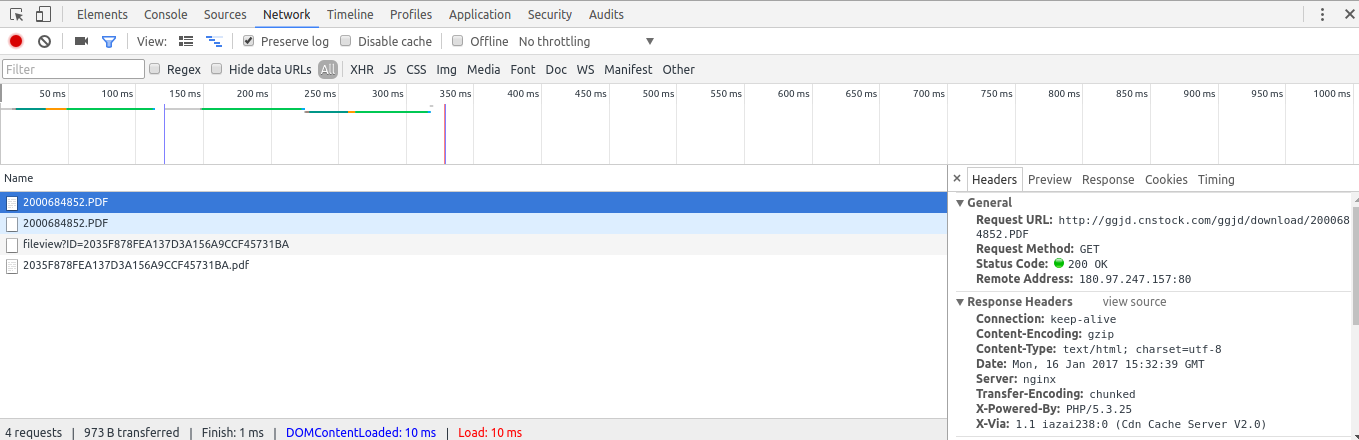 Elements Console Sources Network Timeline Profiles Application Security Audits
View: Preserve log Disable cache Offline No throttling
Filter Regex Hide data URLs All XHR JS CSS Img Media Font Doc WS Manifest Other
50 ms 100 ms 150 ms 200 ms 250 ms 300 ms 350 ms 400 ms 450 ms 500 ms 550 ms 600 ms 650 ms 700 ms 750 ms 800 ms 850 ms 900 ms 950 ms 1000 ms
Name
2000684852.PDF
2000684852.PDF
fileview?ID=2035F878FEA137D3A156A9CCF45731BA
2035F878FEA137D3A156A9CCF45731BA.pdf
4 requests | 973 B transferred | Finish: 1 ms | DOMContentLoaded: 10 ms | Load: 10 ms
× Headers Preview Response Cookies Timing
General
Request URL: http://ggjd.cnstock.com/ggjd/download/200068
4852.PDF
Request Method: GET
Status Code: 200 OK
Remote Address: 180.97.247.157:80
Response Headers view source
Connection: keep-alive
Content-Encoding: gzip
Content-Type: text/html; charset=utf-8
Date: Mon, 16 Jan 2017 15:32:39 GMT
Server: nginx
Transfer-Encoding: chunked
X-Powered-By: PHP/5.3.25
X-Via: 1.1 iazai238:0 (Cdn Cache Server V2.0)